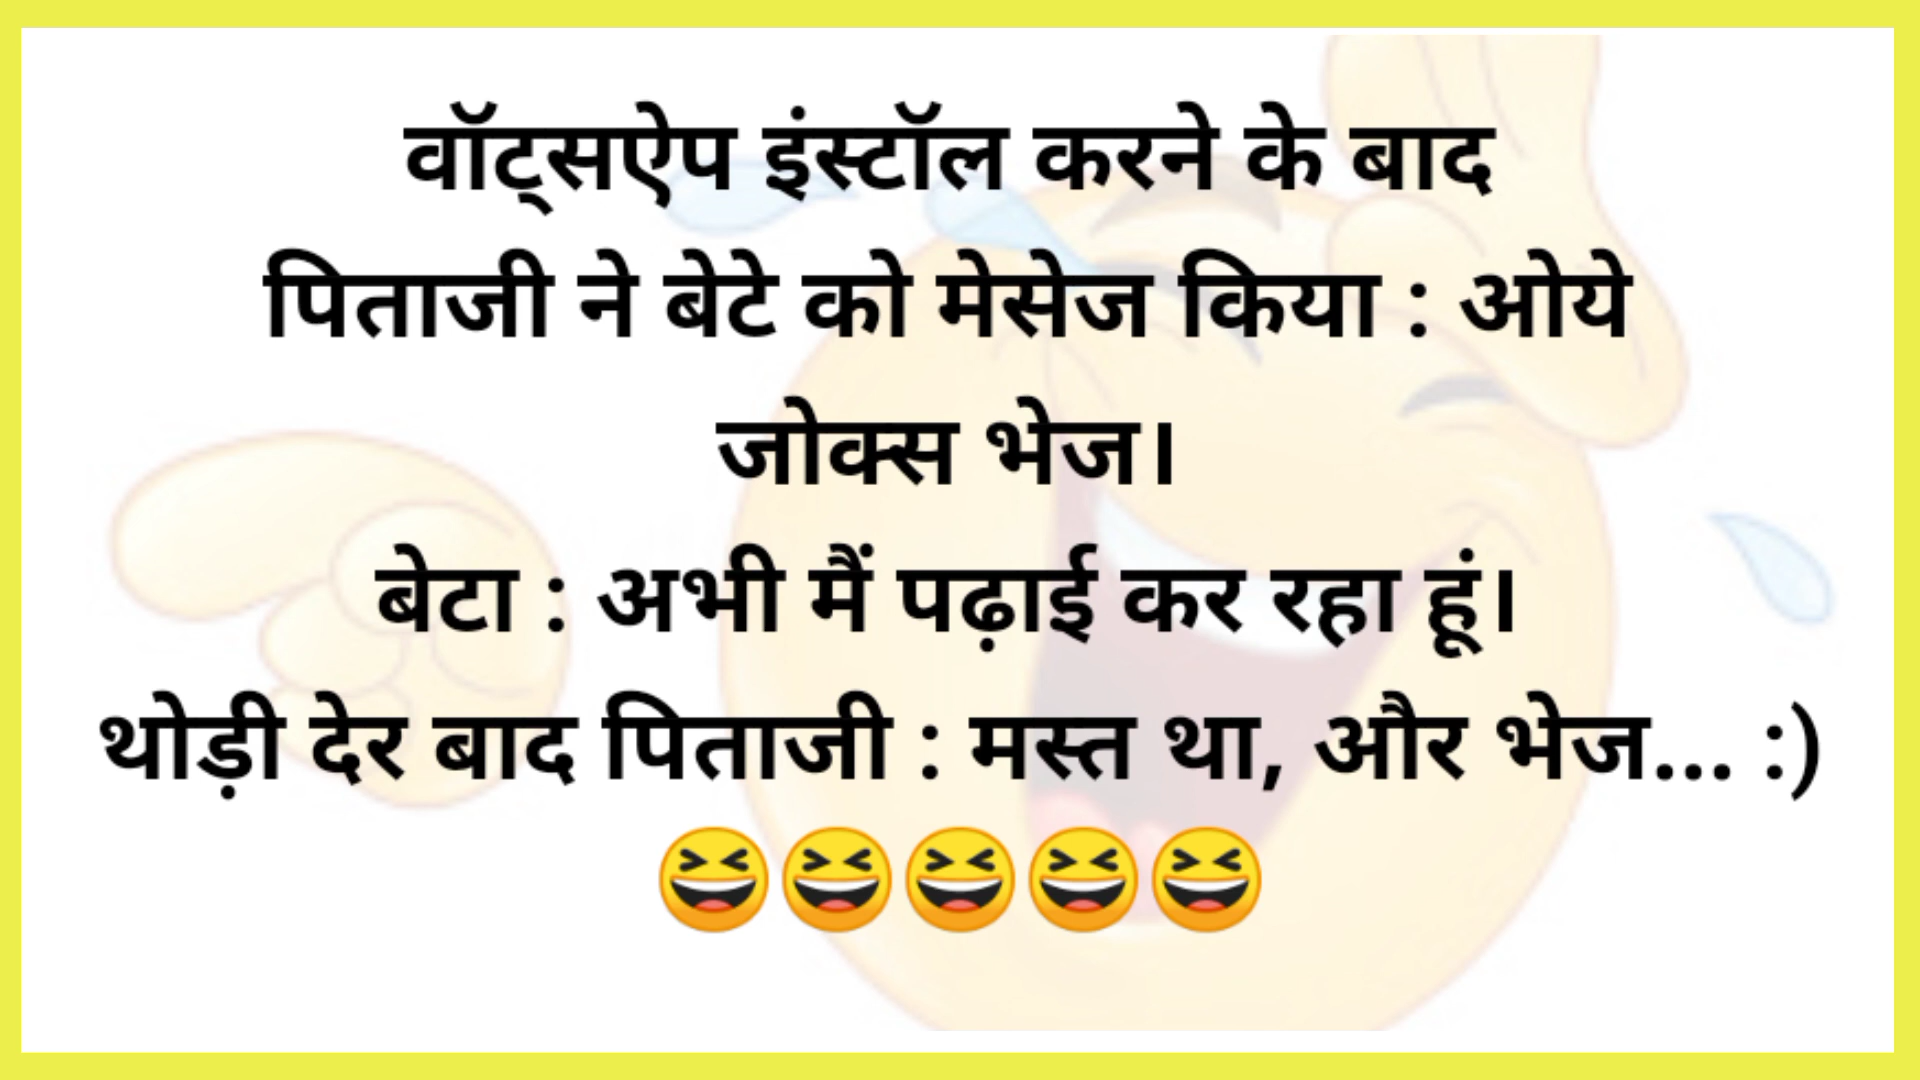 वॉट्सऐप इंस्टॉल करने के बाद
पिताजी ने बेटे को मेसेज किया : ओये
जोक्स भेज।
बेटा : अभी मैं पढ़ाई कर रहा हूं।
थोड़ी देर बाद पिताजी : मस्त था, और भेज... :)
😆😆😆😆😆